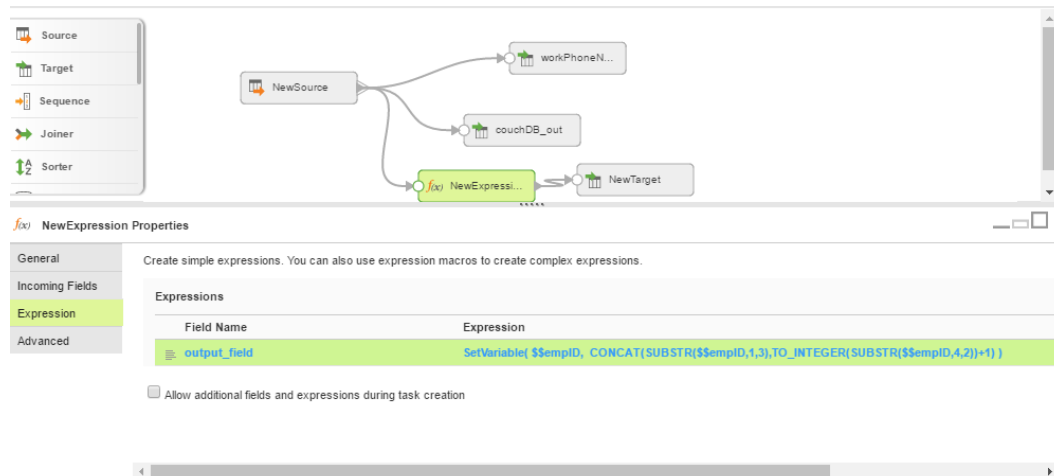 Source
Target
Sequence
Joiner
Sorter
NewSource
workPhoneN...
couchDB_out
f(x) NewExpressi...
NewTarget
f(x) NewExpression Properties
General
Incoming Fields
Expression
Advanced
Create simple expressions. You can also use expression macros to create complex expressions.
Expressions
Field Name Expression
output_field SetVariable( $$empID, CONCAT(SUBSTR($$empID,1,3),TO_INTEGER(SUBSTR($$empID,4,2))+1) )
Allow additional fields and expressions during task creation